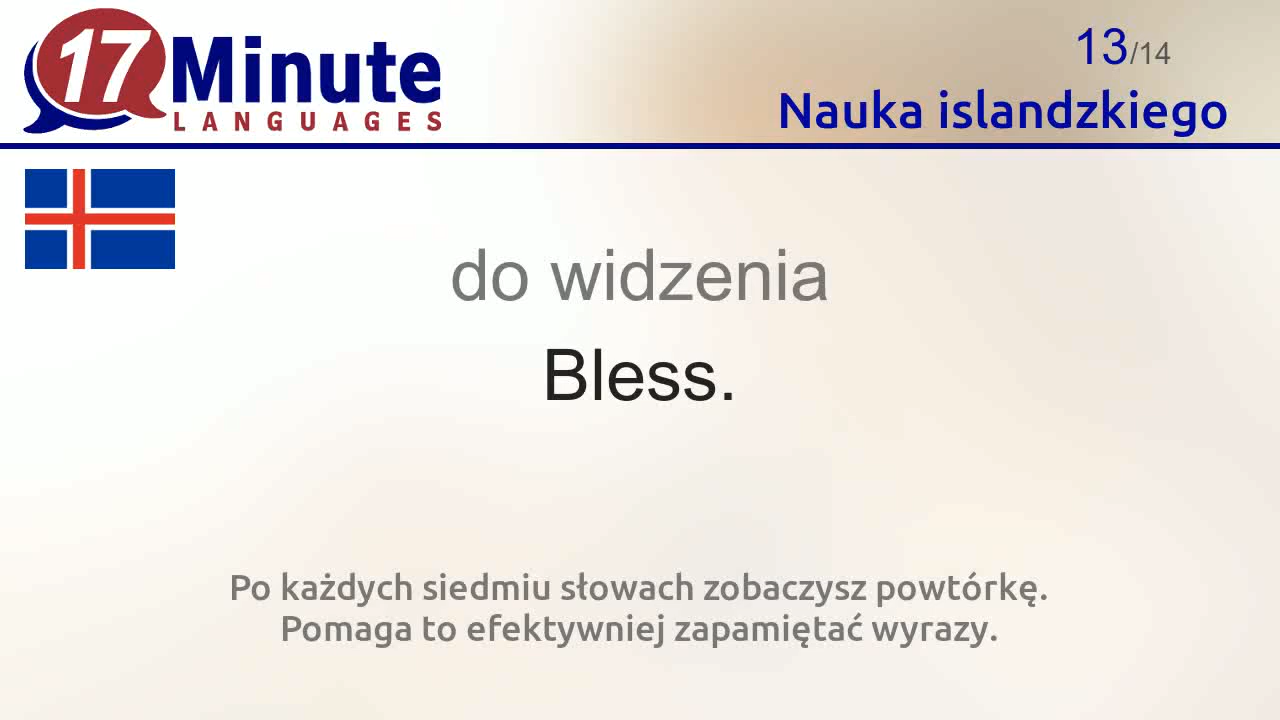 17 Minute
LANGUAGES
13/14
Nauka islandzkiego
do widzenia
Bless.
Po każdych siedmiu słowach zobaczysz powtórkę.
Pomaga to efektywniej zapamiętać wyrazy.